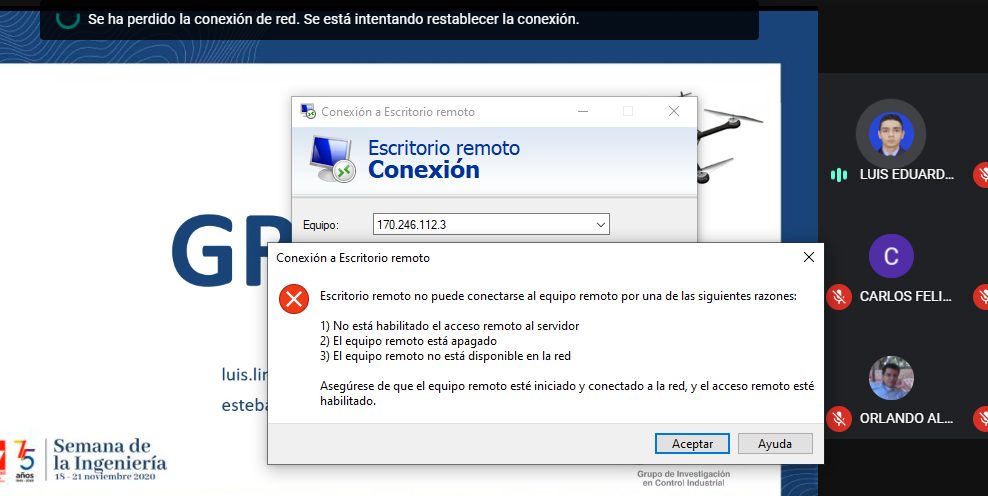 Se ha perdido la conexión de red. Se está intentando restablecer la conexión.
Conexión a Escritorio remoto
Escritorio remoto
Conexión
Equipo:
170.246.112.3
GR
Conexión a Escritorio remoto
Escritorio remoto no puede conectarse al equipo remoto por una de las siguientes razones:
1) No está habilitado el acceso remoto al servidor
2) El equipo remoto está apagado
3) El equipo remoto no está disponible en la red
Asegúrese de que el equipo remoto esté iniciado y conectado a la red, y el acceso remoto esté
habilitado.
Aceptar
Ayuda
luis.lir
esteba
75
años
Semana de
la Ingeniería
18 - 21 noviembre 2020
Grupo de Investigación
en Control Industrial
LUIS EDUARD...
C
CARLOS FELI...
ORLANDO AL...